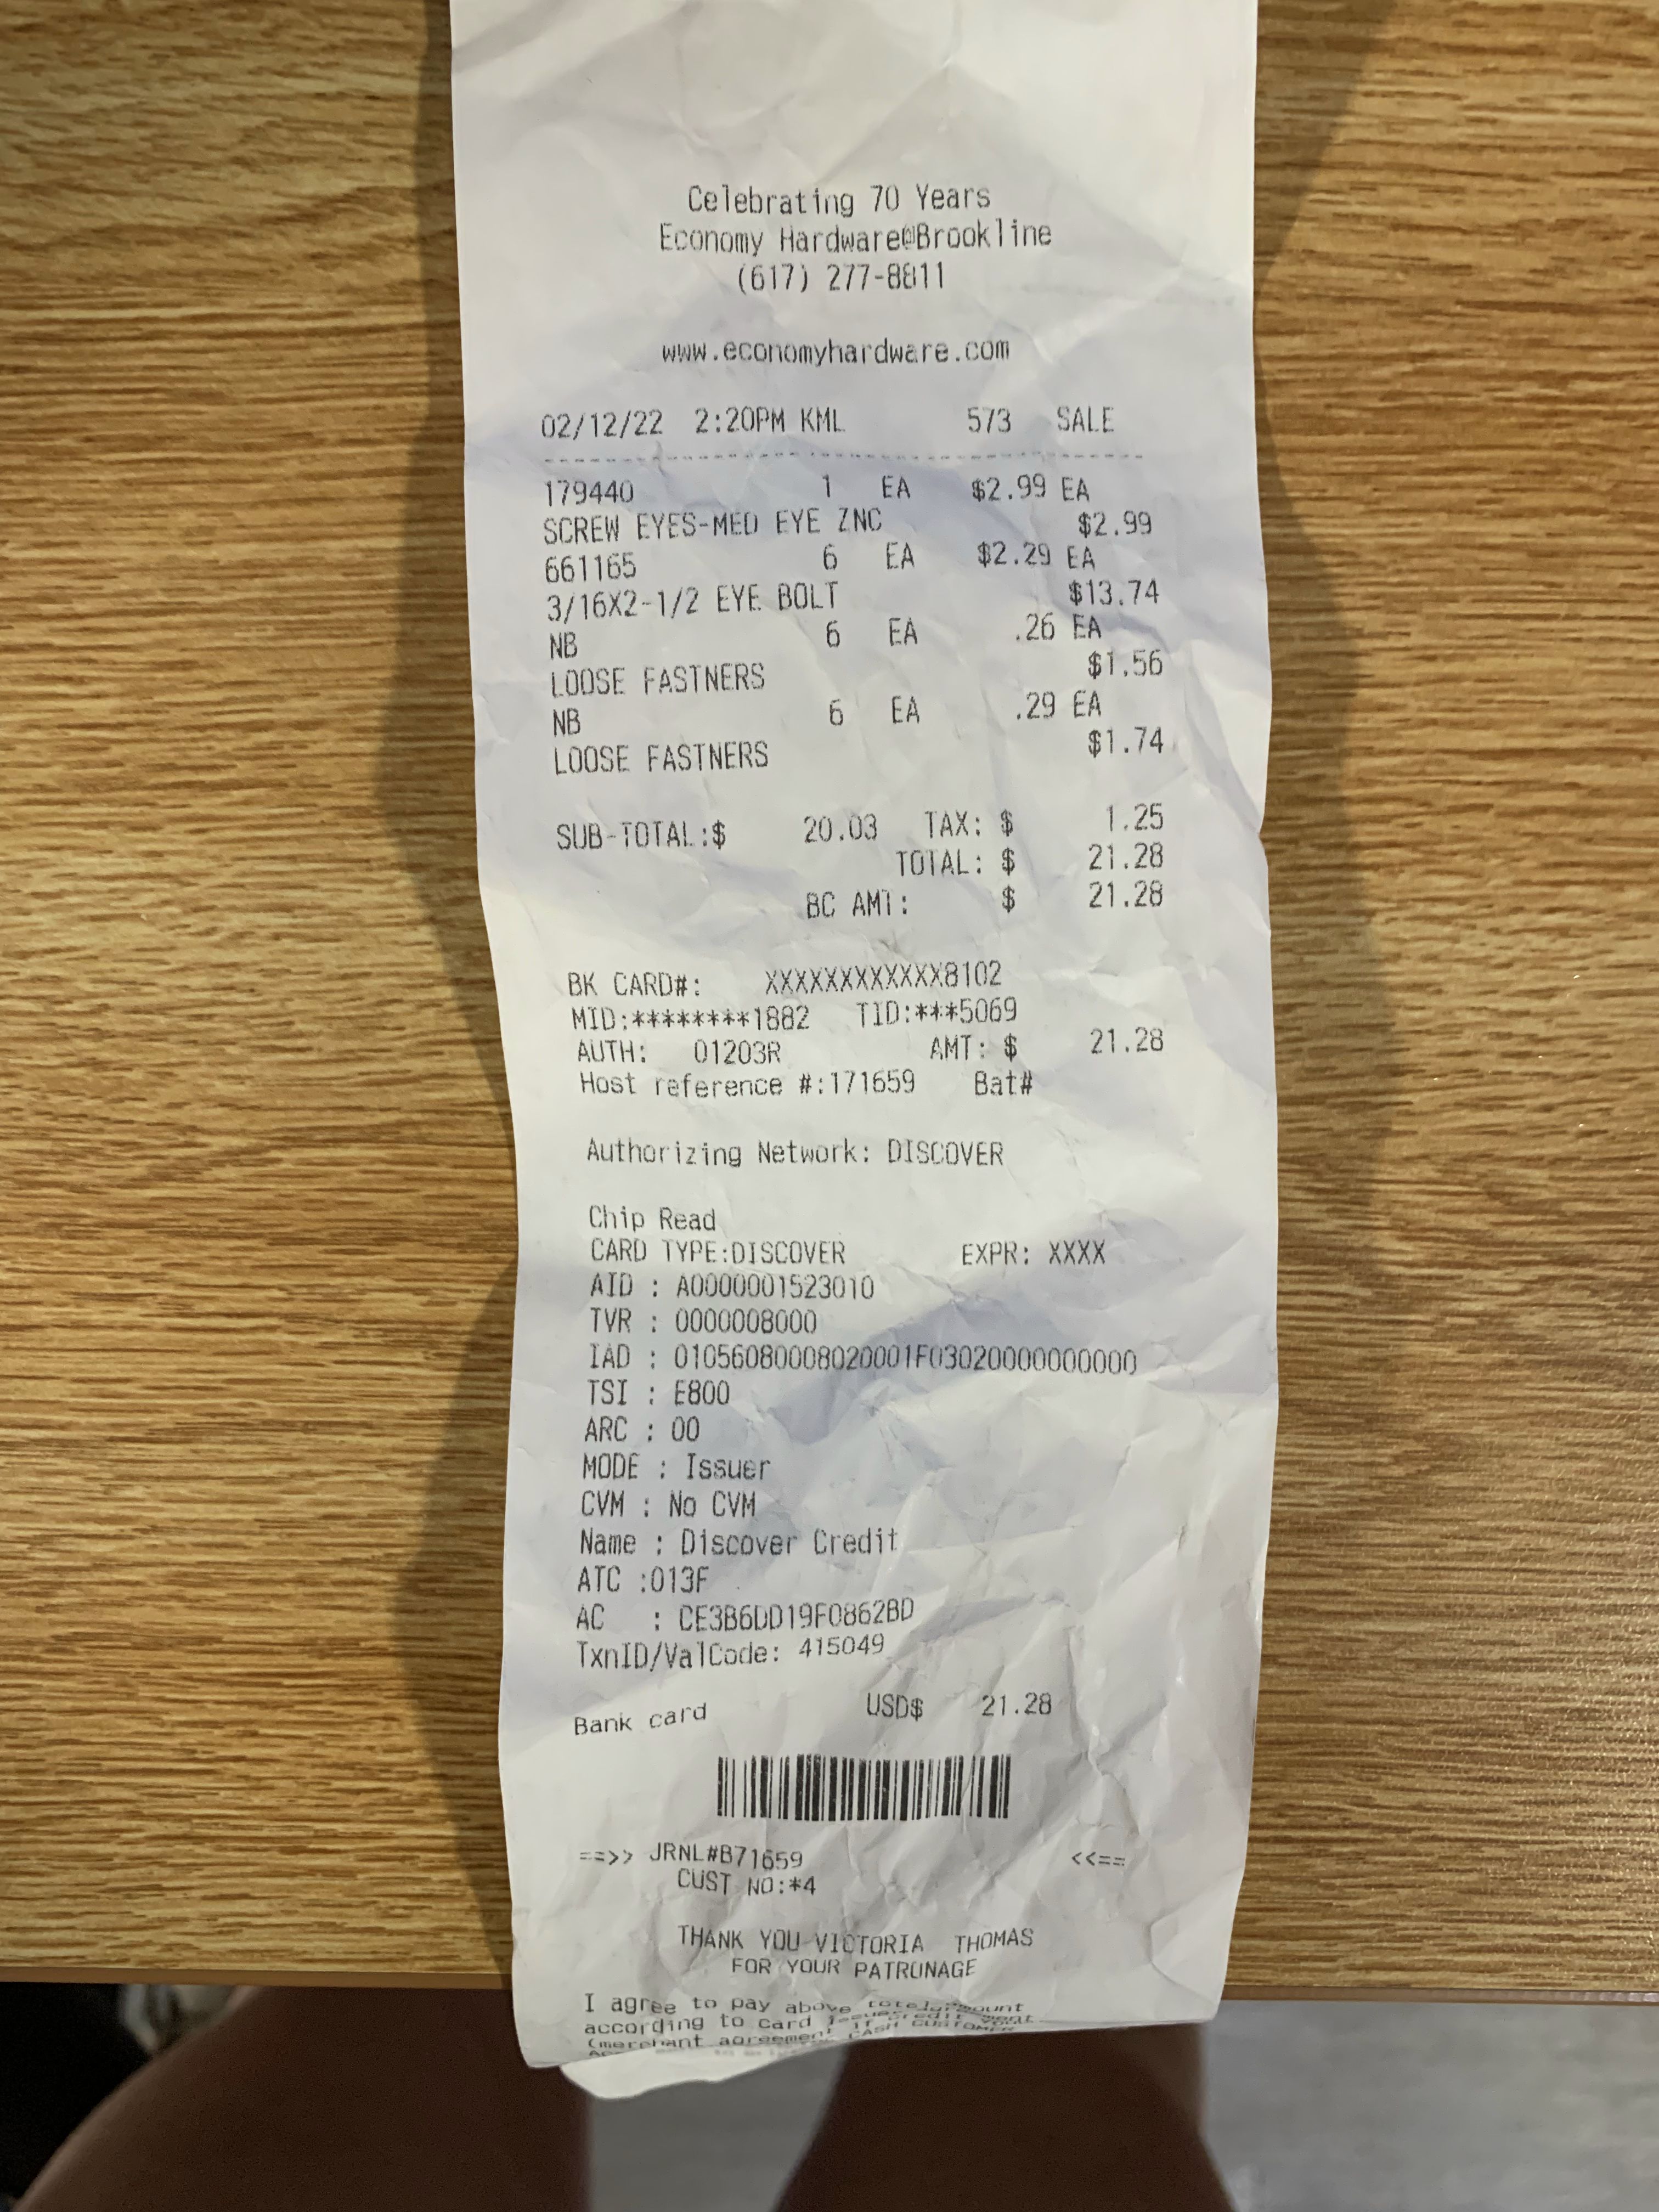 Celebrating 70 Years
Economy Hardware@Brookline
(617) 277-8811
www.economyhardware.com
02/12/22 2:20PM KML 573 SALE
179440 1 EA $2.99 EA
SCREW EYES-MED EYE ZNC $2.99
661165 6 EA $2.29 EA
3/16X2-1/2 EYE BOLT $13.74
NB 6 EA .26 EA
LOOSE FASTNERS $1.56
NB 6 EA .29 EA
LOOSE FASTNERS $1.74
SUB-TOTAL:$ 20.03 TAX: $ 1.25
TOTAL: $ 21.28
BC AMT: $ 21.28
BK CARD#: XXXXXXXXXXXX8102
MID:********1882 TID:***5069
AUTH: 01203R AMT: $ 21.28
Host reference #:171659 Bat#
Authorizing Network: DISCOVER
Chip Read
CARD TYPE:DISCOVER EXPR: XXXX
AID : A0000001523010
TVR : 0000008000
IAD : 01056080008020001F03020000000000
TSI : E800
ARC : 00
MODE : Issuer
CVM : No CVM
Name : Discover Credit
ATC :013F
AC : CE3B6DD19F0862BD
TxnID/ValCode: 415049
Bank card USD$ 21.28
==>> JRNL#B71659 <<==
CUST NO:*4
THANK YOU VICTORIA THOMAS
FOR YOUR PATRONAGE
I agree to pay above total amount
according to card issuer credit
(merchant agreement if CASH CUSTOMER